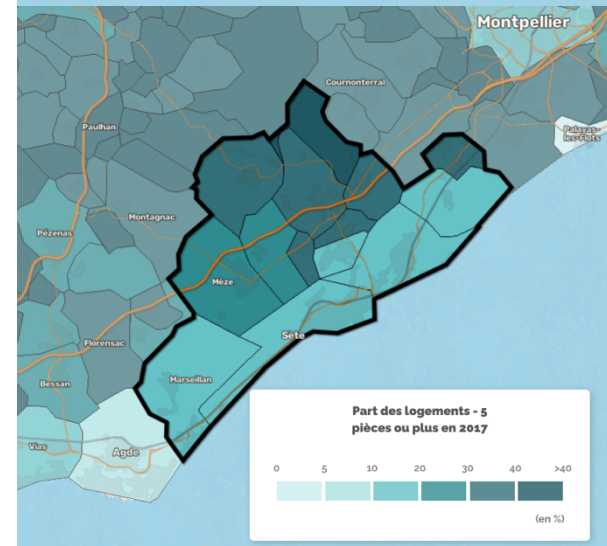 Montpellier
Cournonterral
Palavas-
les-Flots
Paulhan
Montagnac
Pézenas
Mèze
Sète
Florensac
Marseillan
Bessan
Vias
Agde
Part des logements - 5
pièces ou plus en 2017
0 5 10 20 30 40 >40
(en %)